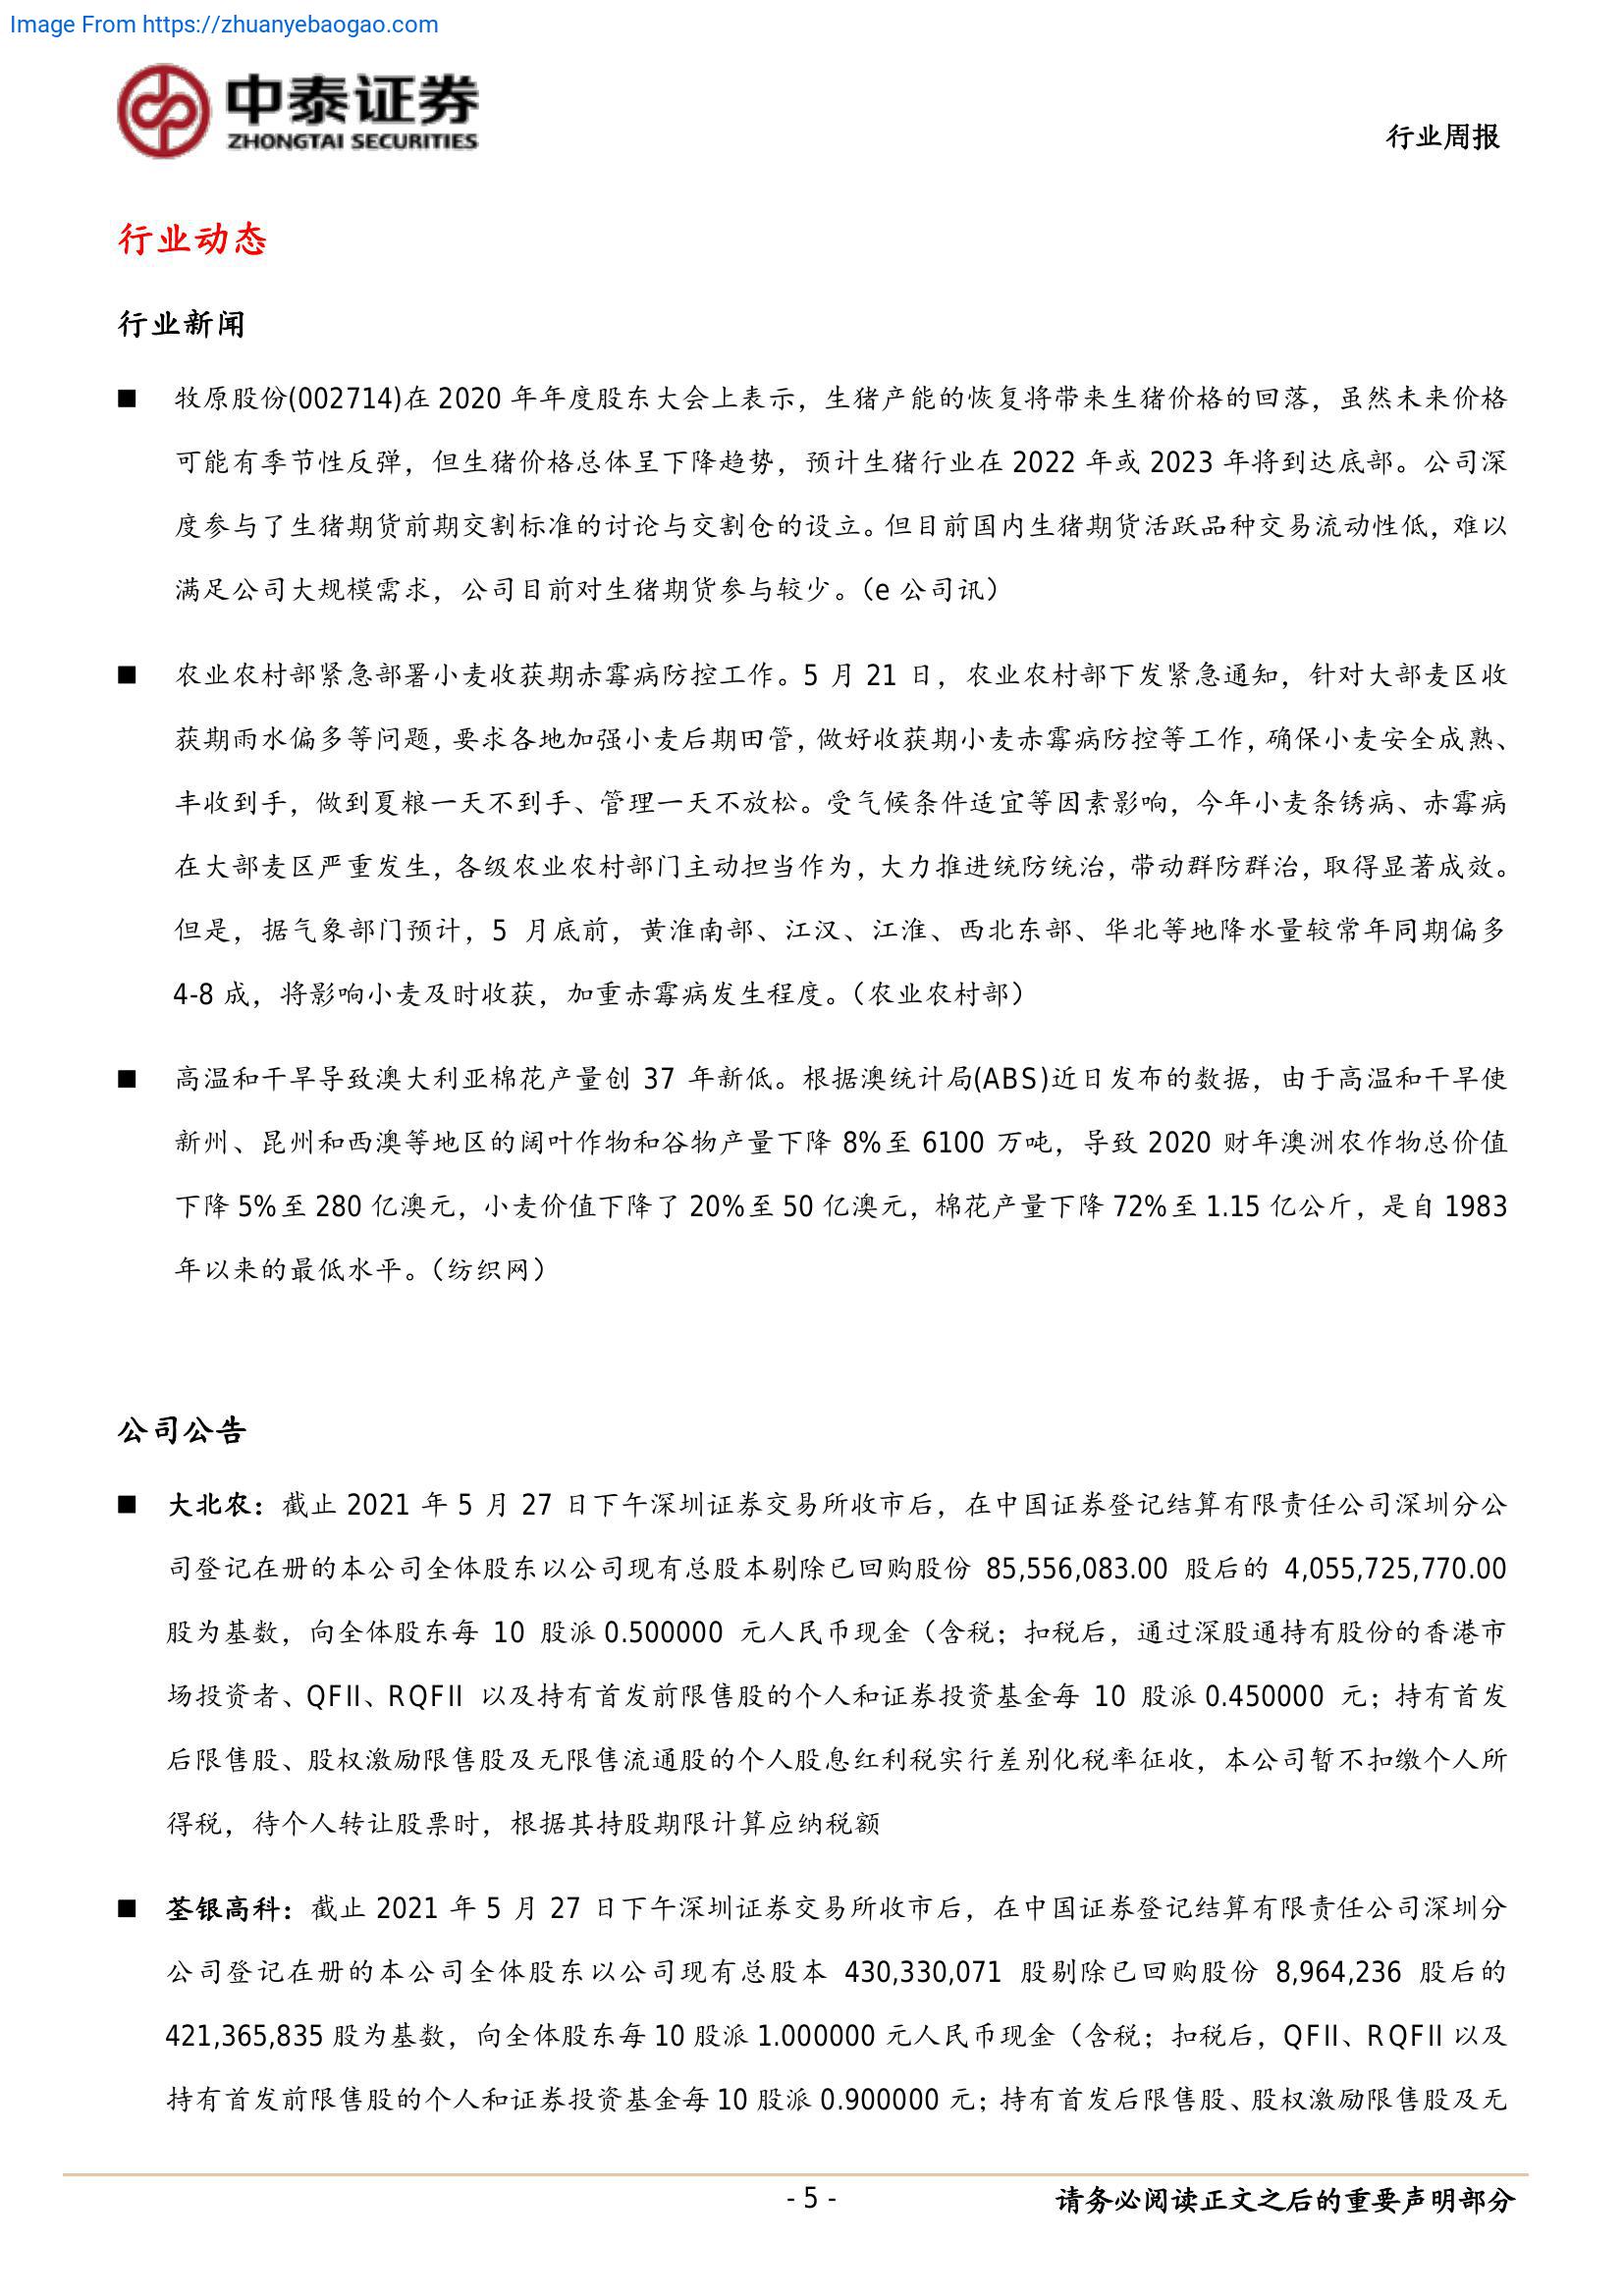 Image From https://zhuanyebaogao.com
中泰证券
ZHONGTAI SECURITIES
行业周报
行业动态
行业新闻
■ 牧原股份(002714)在 2020 年年度股东大会上表示，生猪产能的恢复将带来生猪价格的回落，虽然未来价格
可能有季节性反弹，但生猪价格总体呈下降趋势，预计生猪行业在 2022 年或 2023 年将到达底部。公司深
度参与了生猪期货前期交割标准的讨论与交割仓的设立。但目前国内生猪期货活跃品种交易流动性低，难以
满足公司大规模需求，公司目前对生猪期货参与较少。（e 公司讯）
■ 农业农村部紧急部署小麦收获期赤霉病防控工作。5 月 21 日，农业农村部下发紧急通知，针对大部麦区收
获期雨水偏多等问题，要求各地加强小麦后期田管，做好收获期小麦赤霉病防控等工作，确保小麦安全成熟、
丰收到手，做到夏粮一天不到手、管理一天不放松。受气候条件适宜等因素影响，今年小麦条锈病、赤霉病
在大部麦区严重发生，各级农业农村部门主动担当作为，大力推进统防统治，带动群防群治，取得显著成效。
但是，据气象部门预计，5 月底前，黄淮南部、江汉、江淮、西北东部、华北等地降水量较常年同期偏多
4-8 成，将影响小麦及时收获，加重赤霉病发生程度。（农业农村部）
■ 高温和干旱导致澳大利亚棉花产量创 37 年新低。根据澳统计局(ABS)近日发布的数据，由于高温和干旱使
新州、昆州和西澳等地区的阔叶作物和谷物产量下降 8%至 6100 万吨，导致 2020 财年澳洲农作物总价值
下降 5%至 280 亿澳元，小麦价值下降了 20%至 50 亿澳元，棉花产量下降 72%至 1.15 亿公斤，是自 1983
年以来的最低水平。（纺织网）
公司公告
■ 大北农：截止 2021 年 5 月 27 日下午深圳证券交易所收市后，在中国证券登记结算有限责任公司深圳分公
司登记在册的本公司全体股东以公司现有总股本剔除已回购股份 85,556,083.00 股后的 4,055,725,770.00
股为基数，向全体股东每 10 股派 0.500000 元人民币现金（含税；扣税后，通过深股通持有股份的香港市
场投资者、QFII、RQFII 以及持有首发前限售股的个人和证券投资基金每 10 股派 0.450000 元；持有首发
后限售股、股权激励限售股及无限售流通股的个人股息红利税实行差别化税率征收，本公司暂不扣缴个人所
得税，待个人转让股票时，根据其持股期限计算应纳税额
■ 荃银高科：截止 2021 年 5 月 27 日下午深圳证券交易所收市后，在中国证券登记结算有限责任公司深圳分
公司登记在册的本公司全体股东以公司现有总股本 430,330,071 股剔除已回购股份 8,964,236 股后的
421,365,835 股为基数，向全体股东每 10 股派 1.000000 元人民币现金（含税；扣税后，QFII、RQFII 以及
持有首发前限售股的个人和证券投资基金每 10 股派 0.900000 元；持有首发后限售股、股权激励限售股及无
- 5 -
请务必阅读正文之后的重要声明部分